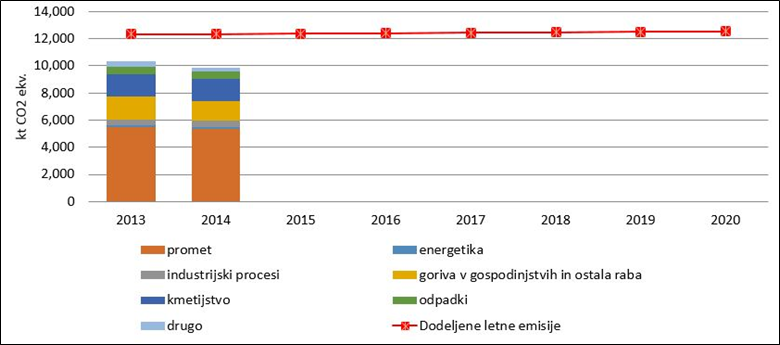 14,000
12,000
10,000
8,000
6,000
4,000
2,000
0
kt CO2 ekv.
2013 2014 2015 2016 2017 2018 2019 2020
promet energetika
industrijski procesi goriva v gospodinjstvih in ostala raba
kmetijstvo odpadki
drugo Dodeljene letne emisije